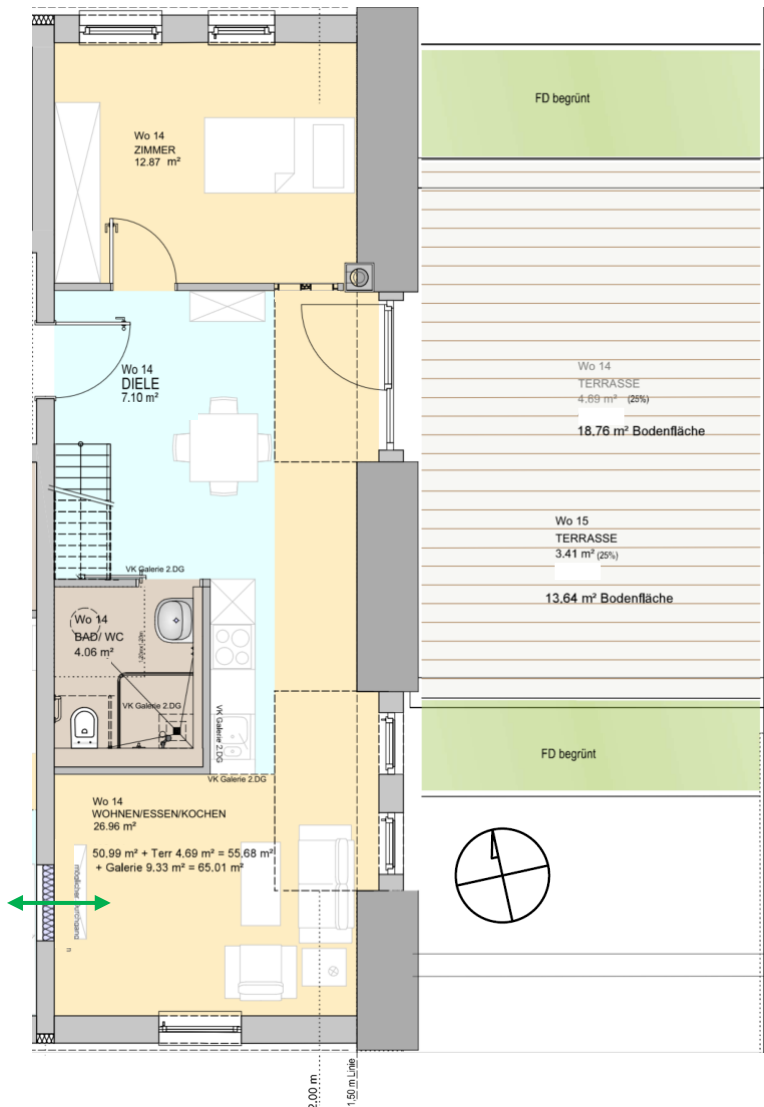 FD begrünt
Wo 14
ZIMMER
12.87 m²
Wo 14
DIELE
7.10 m²
Wo 14
TERRASSE
4.69 m² (25%)
18,76 m² Bodenfläche
Wo 15
TERRASSE
3.41 m² (25%)
13,64 m² Bodenfläche
VK Galerie 2.DG
Wo 14
BAD/ WC
4.06 m²
VK Galerie 2.DG
VK Galerie 2.DG
VK Galerie 2.DG
FD begrünt
Wo 14
WOHNEN/ESSEN/KOCHEN
26.96 m²
50.99 m² + Terr 4,69 m² = 55,68 m²
+ Galerie 9.33 m² = 65.01 m²
2.00 m
1.50 m Linie